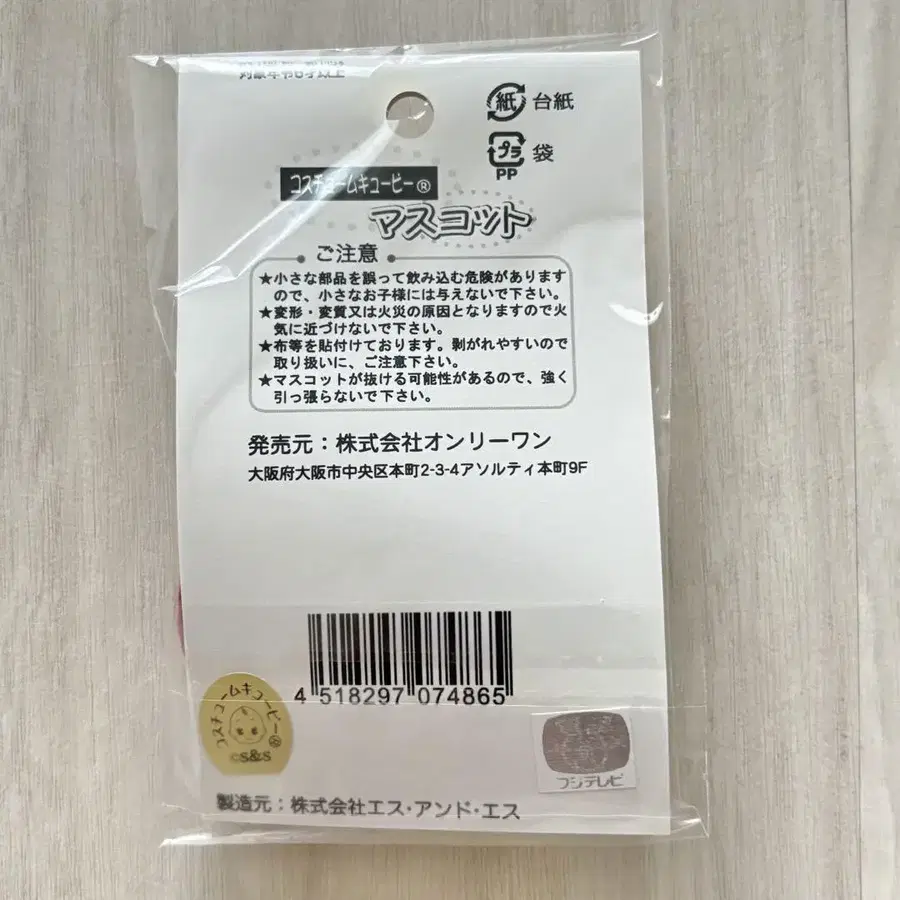 対象年令6才以上
紙 台紙
プラ 袋
PP
コスチュームキューピー®
マスコット
ご注意
★小さな部品を誤って飲み込む危険があります
ので、小さなお子様には与えないで下さい。
★変形・変質又は火災の原因となりますので火
気に近づけないで下さい。
★布等を貼付けております。剥がれやすいので
取り扱いに、ご注意下さい。
★マスコットが抜ける可能性があるので、強く
引っ張らないで下さい。
発売元：株式会社オンリーワン
大阪府大阪市中央区本町2-3-4アソルティ本町9F
4 518297 074865
コスチュームキューピー®
©S&S
フジテレビ
製造元：株式会社エス・アンド・エス